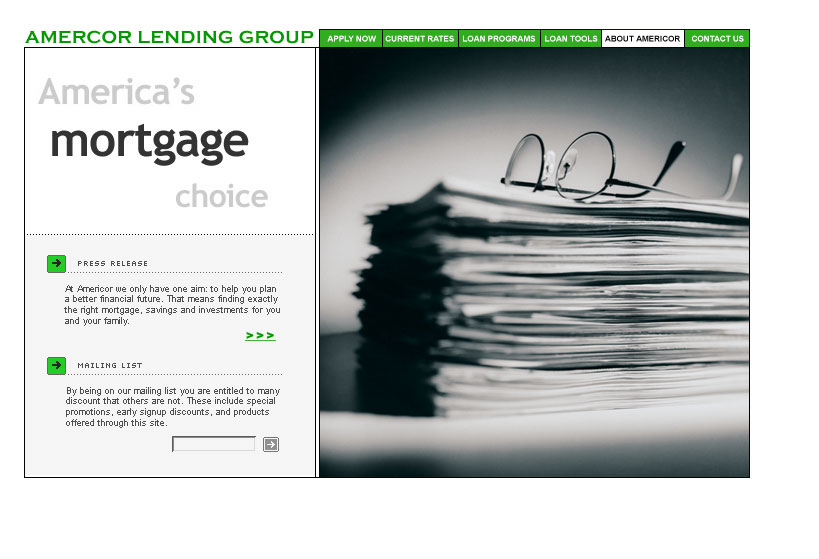 AMERCOR LENDING GROUP
APPLY NOW
CURRENT RATES
LOAN PROGRAMS
LOAN TOOLS
ABOUT AMERICOR
CONTACT US
America's
mortgage
choice
PRESS RELEASE
At Americor we only have one aim: to help you plan
a better financial future. That means finding exactly
the right mortgage, savings and investments for you
and your family.
>>>
MAILING LIST
By being on our mailing list you are entitled to many
discount that others are not. These include special
promotions, early signup discounts, and products
offered through this site.